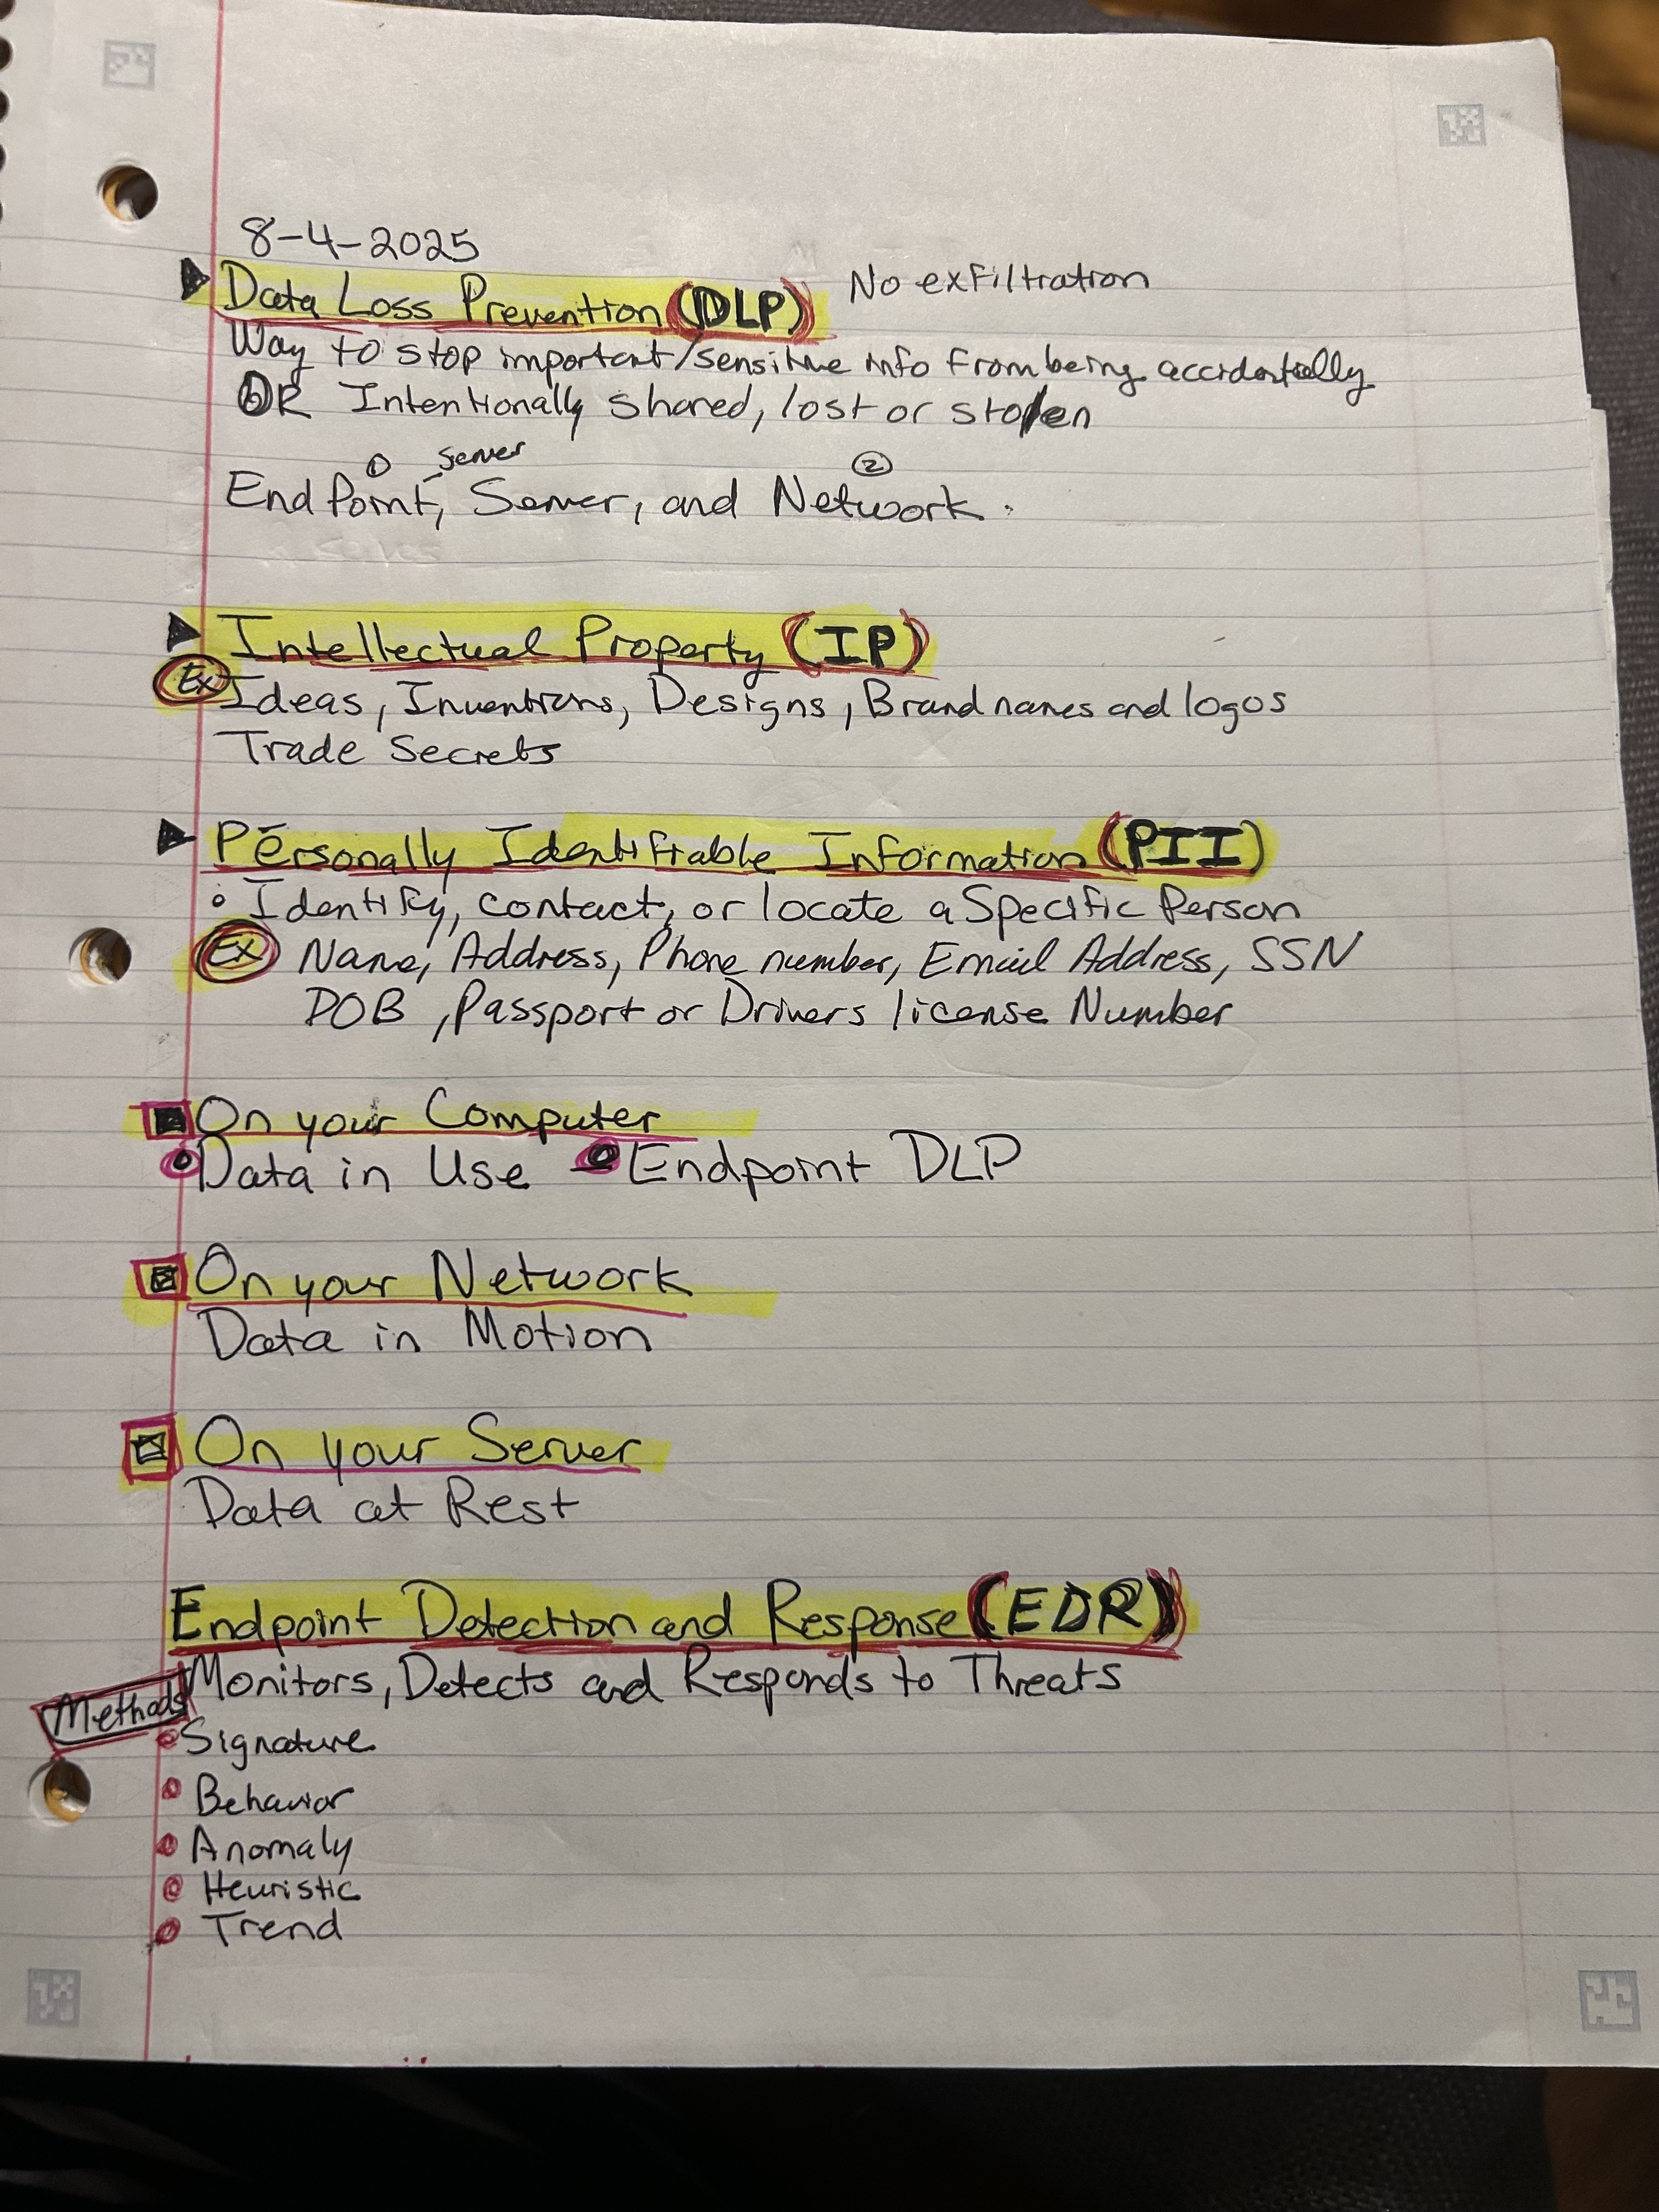 8-4-2025
Data Loss Prevention (DLP) No exfiltration
Way to stop important/sensitive info from being accidentally
OR Intentionally shared, lost or stolen
① Server ②
EndPoint, Server, and Network.
Intellectual Property (IP)
Ex Ideas, Inventions, Designs, Brand names and logos
Trade Secrets
Personally Identifiable Information (PII)
• Identify, contact, or locate a Specific Person
Ex Name, Address, Phone number, Email Address, SSN
DOB, Passport or Drivers license Number
On your Computer
• Data in Use • Endpoint DLP
On your Network
Data in Motion
On your Server
Data at Rest
Endpoint Detection and Response (EDR)
Monitors, Detects and Responds to Threats
Methods
• Signature
• Behavior
• Anomaly
• Heuristic
• Trend